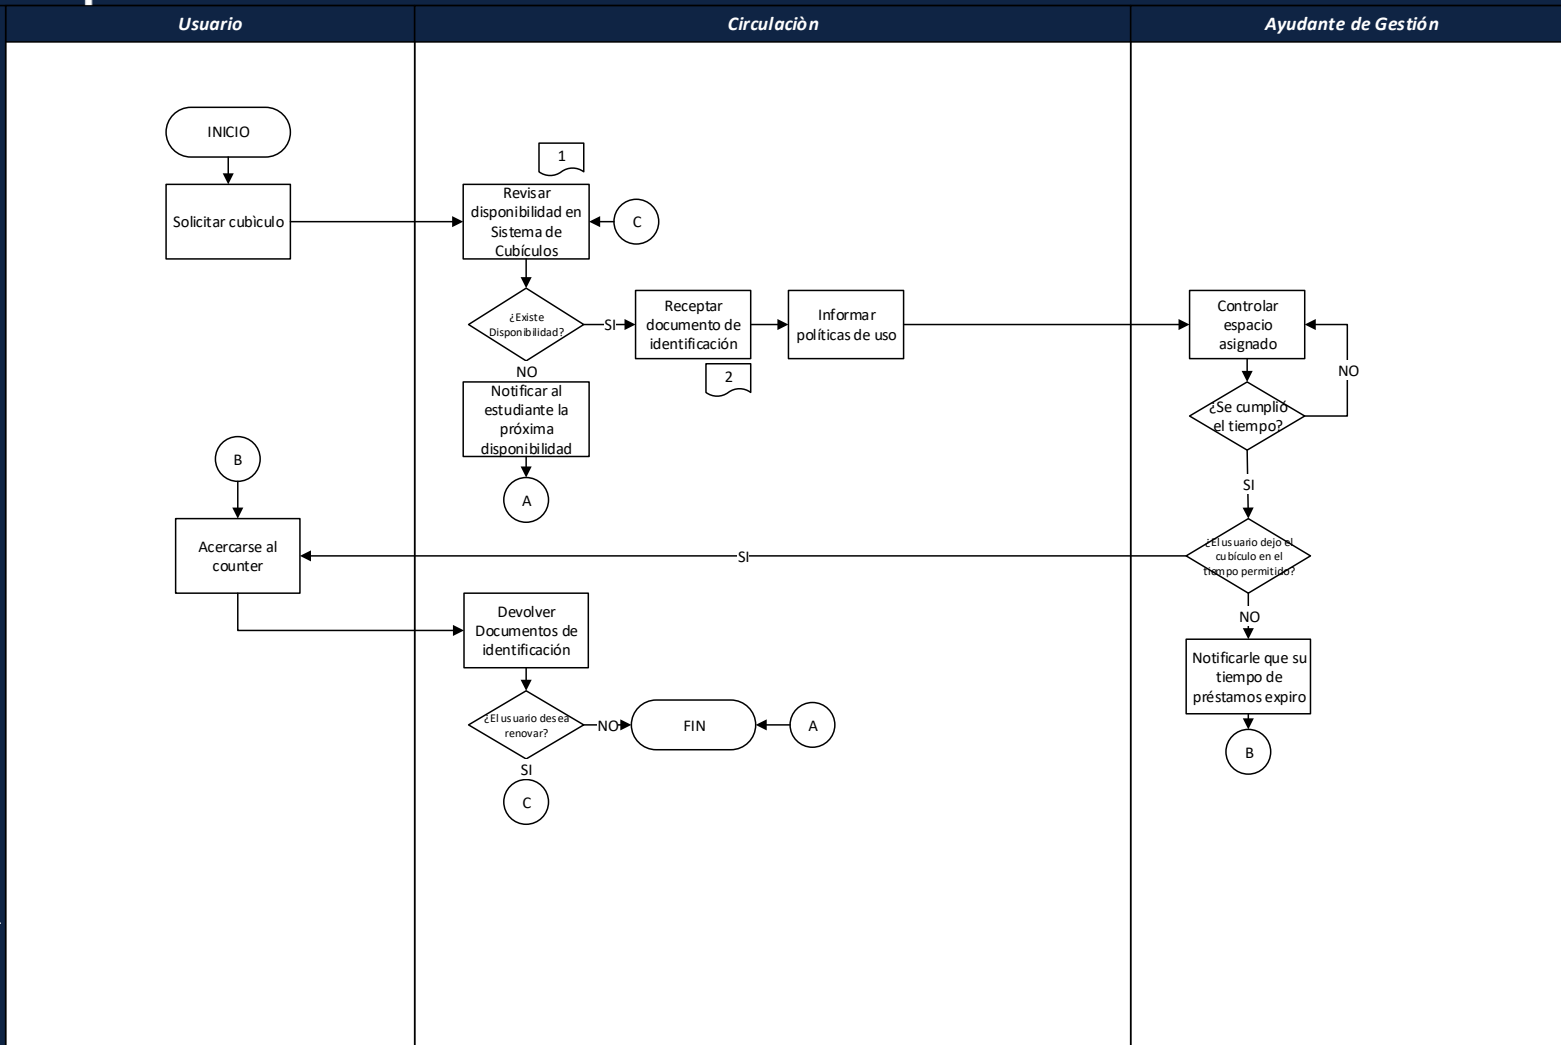 Usuario
Circulaciòn
Ayudante de Gestión
INICIO
1
Solicitar cubìculo
Revisar
disponibilidad en
Sistema de
Cubículos
C
¿Existe
Disponibilidad?
SI
Receptar
documento de
identificación
Informar
políticas de uso
Controlar
espacio
asignado
NO
2
NO
Notificar al
estudiante la
próxima
disponibilidad
¿Se cumplió
el tiempo?
B
A
SI
Acercarse al
counter
SI
¿El usuario dejo el
cubículo en el
tiempo permitido?
Devolver
Documentos de
identificación
NO
Notificarle que su
tiempo de
préstamos expiro
¿El usuario desea
renovar?
NO
FIN
A
B
SI
C